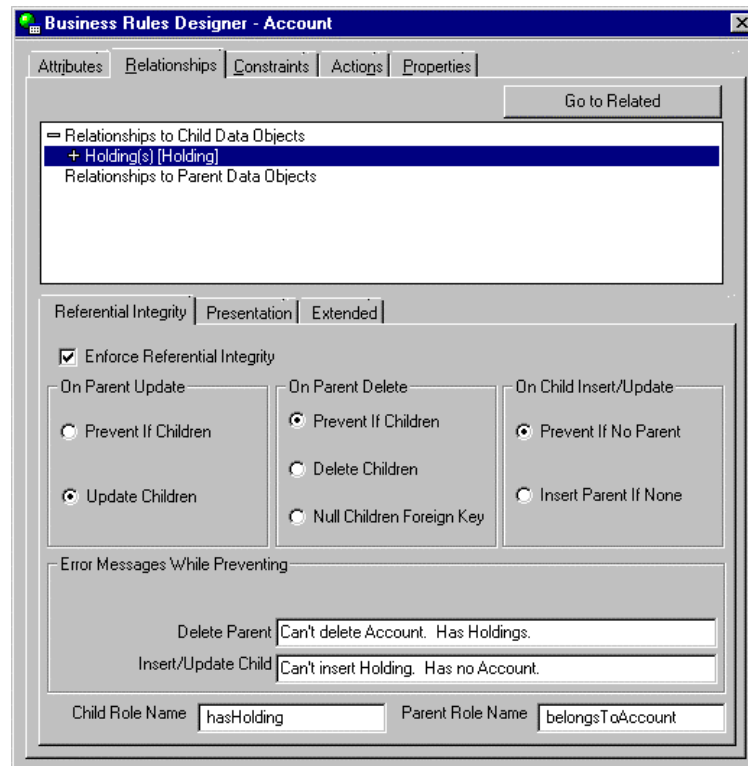 Business Rules Designer - Account
Attributes Relationships Constraints Actions Properties
Go to Related
Relationships to Child Data Objects
Holding(s) [Holding]
Relationships to Parent Data Objects
Referential Integrity Presentation Extended
Enforce Referential Integrity
On Parent Update On Parent Delete On Child Insert/Update
Prevent If Children Prevent If Children Prevent If No Parent
Delete Children
Update Children Insert Parent If None
Null Children Foreign Key
Error Messages While Preventing
Delete Parent Can't delete Account. Has Holdings.
Insert/Update Child Can't insert Holding. Has no Account.
Child Role Name hasHolding Parent Role Name belongsToAccount